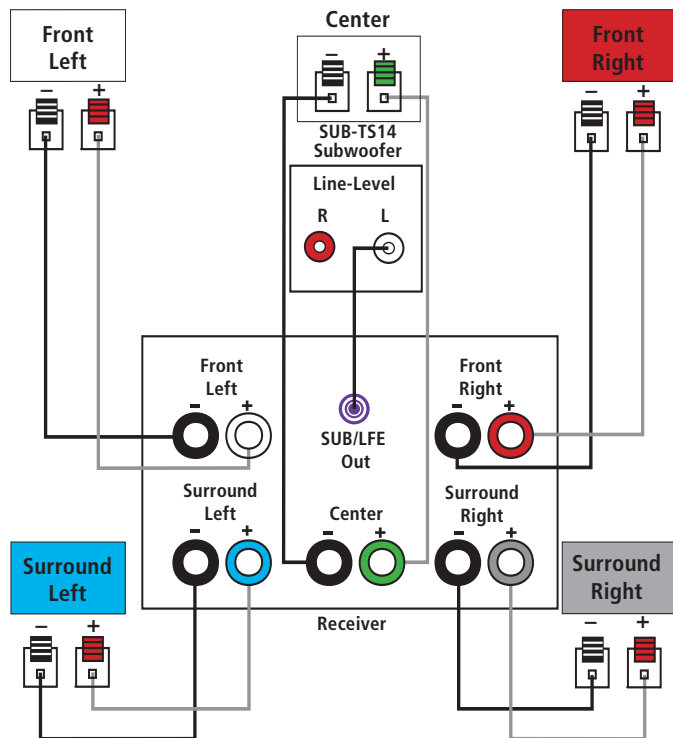 Front
Left
- +
Center
- +
Front
Right
- +
SUB-TS14
Subwoofer
Line-Level
R L
Front
Left
- +
SUB/LFE
Out
Front
Right
- +
Surround
Left
- +
Center
- +
Surround
Right
- +
Receiver
Surround
Left
- +
Surround
Right
- +